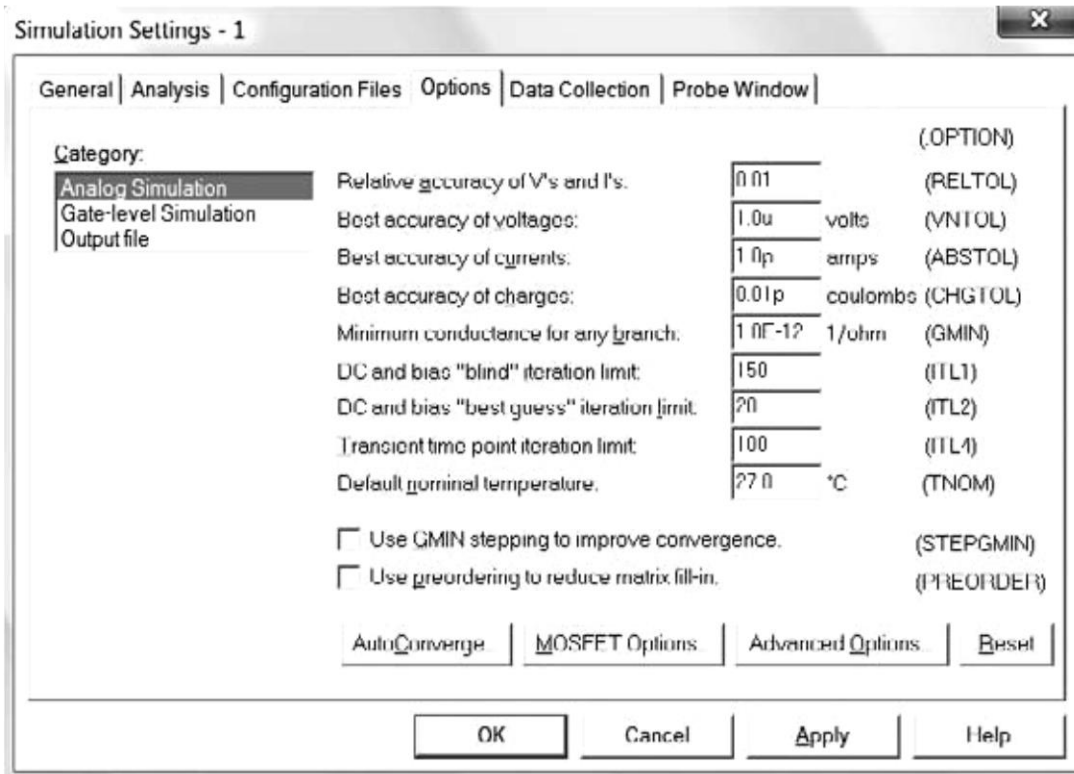 Simulation Settings - 1
General Analysis Configuration Files Options Data Collection Probe Window
(.OPTION)
Category:
Analog Simulation
Gate-level Simulation
Output file
Relative accuracy of V's and I's: 0.01 (RELTOL)
Best accuracy of voltages: 1.0u volts (VNTOL)
Best accuracy of currents: 1.0p amps (ABSTOL)
Best accuracy of charges: 0.01p coulombs (CHGTOL)
Minimum conductance for any branch: 1.0E-12 1/ohm (GMIN)
DC and bias "blind" iteration limit: 150 (ITL1)
DC and bias "best guess" iteration limit: 20 (ITL2)
Transient time point iteration limit: 100 (ITL4)
Default nominal temperature: 27.0 °C (TNOM)
Use GMIN stepping to improve convergence. (STEPGMIN)
Use preordering to reduce matrix fill-in. (PREORDER)
AutoConverge... MOSFET Options... Advanced Options... Reset
OK Cancel Apply Help